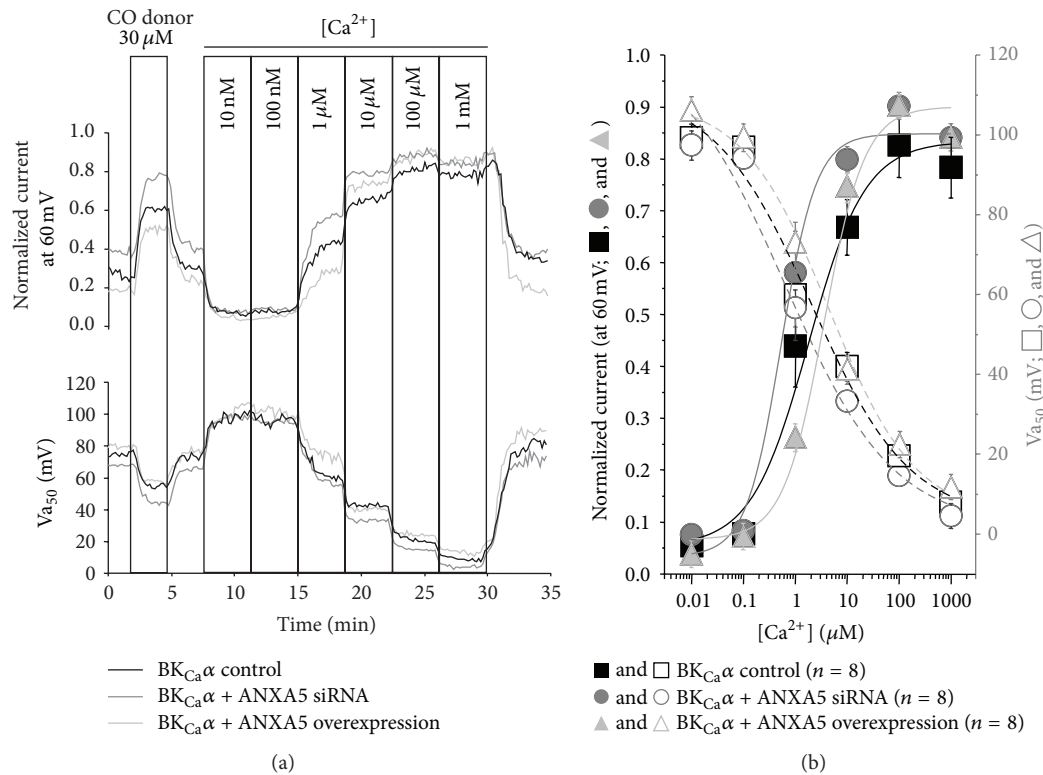 CO donor
30 μM
[Ca2+]
10 nM
100 nM
1 μM
10 μM
100 μM
1 mM
Normalized current
at 60 mV
1.0
0.8
0.6
0.4
0.2
0.0
Va50 (mV)
120
100
80
60
40
20
0
0
5
10
15
20
25
30
35
Time (min)
BKCaα control
BKCaα + ANXA5 siRNA
BKCaα + ANXA5 overexpression
(a)
Normalized current (at 60 mV; ■, ●, and ▲)
1.0
0.9
0.8
0.7
0.6
0.5
0.4
0.3
0.2
0.1
0.0
120
100
80
60
40
20
0
Va50 (mV; □, ○, and △)
0.01
0.1
1
10
100
1000
[Ca2+] (μM)
■ and □ BKCaα control (n = 8)
● and ○ BKCaα + ANXA5 siRNA (n = 8)
▲ and △ BKCaα + ANXA5 overexpression (n = 8)
(b)